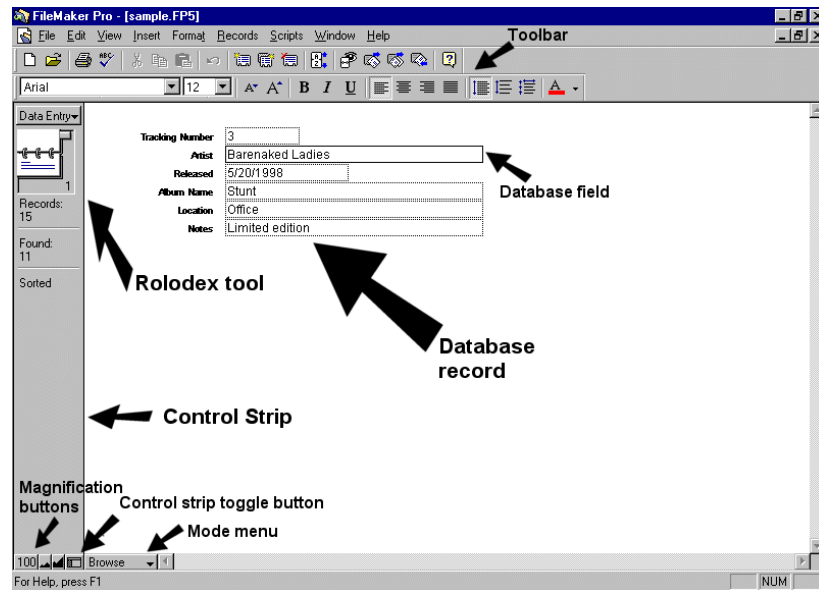 FileMaker Pro - [sample.FP5]
File Edit View Insert Format Records Scripts Window Help
Toolbar
ABC
Arial 12 A A B I U A
Data Entry
Tracking Number 3
Artist Barenaked Ladies
Released 5/20/1998
Album Name Stunt
Location Office
Notes Limited edition
1
Records:
15
Found:
11
Sorted
Database field
Rolodex tool
Database
record
Control Strip
Magnification
buttons
Control strip toggle button
Mode menu
100 Browse
For Help, press F1
NUM